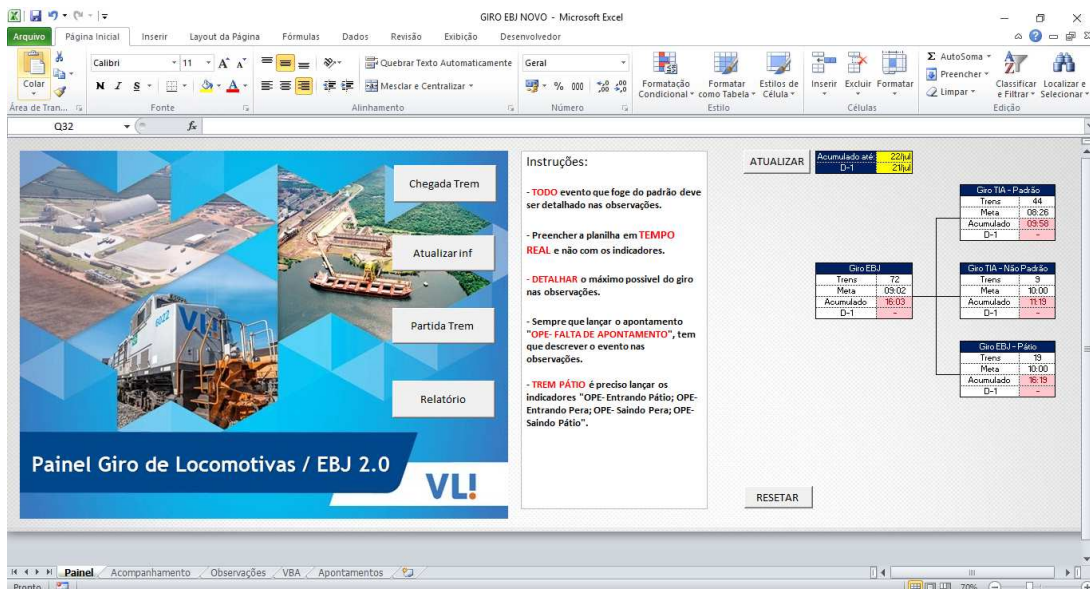 GIRO EBJ NOVO - Microsoft Excel
Arquivo Página Inicial Inserir Layout da Página Fórmulas Dados Revisão Exibição Desenvolvedor
Colar
Calibri 11
N I S
Quebrar Texto Automaticamente
Mesclar e Centralizar
Geral
% 000
Formatação Condicional
Formatar como Tabela
Estilos de Célula
Inserir Excluir Formatar
AutoSoma
Preencher
Limpar
Classificar e Filtrar
Localizar e Selecionar
Área de Tran... Fonte Alinhamento Número Estilo Células Edição
Q32 fx
Chegada Trem
Atualizar inf
Partida Trem
Relatório
8022
VLI
Painel Giro de Locomotivas / EBJ 2.0
VL!
Instruções:
- TODO evento que foge do padrão deve
ser detalhado nas observações.
- Preencher a planilha em TEMPO
REAL e não com os indicadores.
- DETALHAR o máximo possivel do giro
nas observações.
- Sempre que lançar o apontamento
"OPE- FALTA DE APONTAMENTO", tem
que descrever o evento nas
observações.
- TREM PÁTIO é preciso lançar os
indicadores "OPE- Entrando Pátio; OPE-
Entrando Pera; OPE- Saindo Pera; OPE-
Saindo Pátio".
ATUALIZAR
Acumulado até: 22/jul
D-1 21/jul
Giro EBJ
Trens 72
Meta 09:02
Acumulado 16:03
D-1 -
Giro TIA - Padrão
Trens 44
Meta 08:26
Acumulado 09:56
D-1 -
Giro TIA - Não Padrão
Trens 9
Meta 10:00
Acumulado 11:19
D-1 -
Giro EBJ - Pátio
Trens 19
Meta 10:00
Acumulado 16:19
D-1 -
RESETAR
Painel Acompanhamento Observações VBA Apontamentos
Pronto 70%